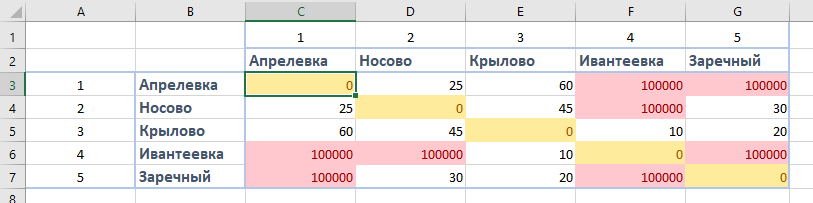 A B C D E F G
1 1 2 3 4 5
2 Апрелевка Носово Крылово Ивантеевка Заречный
3 1 Апрелевка 0 25 60 100000 100000
4 2 Носово 25 0 45 100000 30
5 3 Крылово 60 45 0 10 20
6 4 Ивантеевка 100000 100000 10 0 100000
7 5 Заречный 100000 30 20 100000 0
8